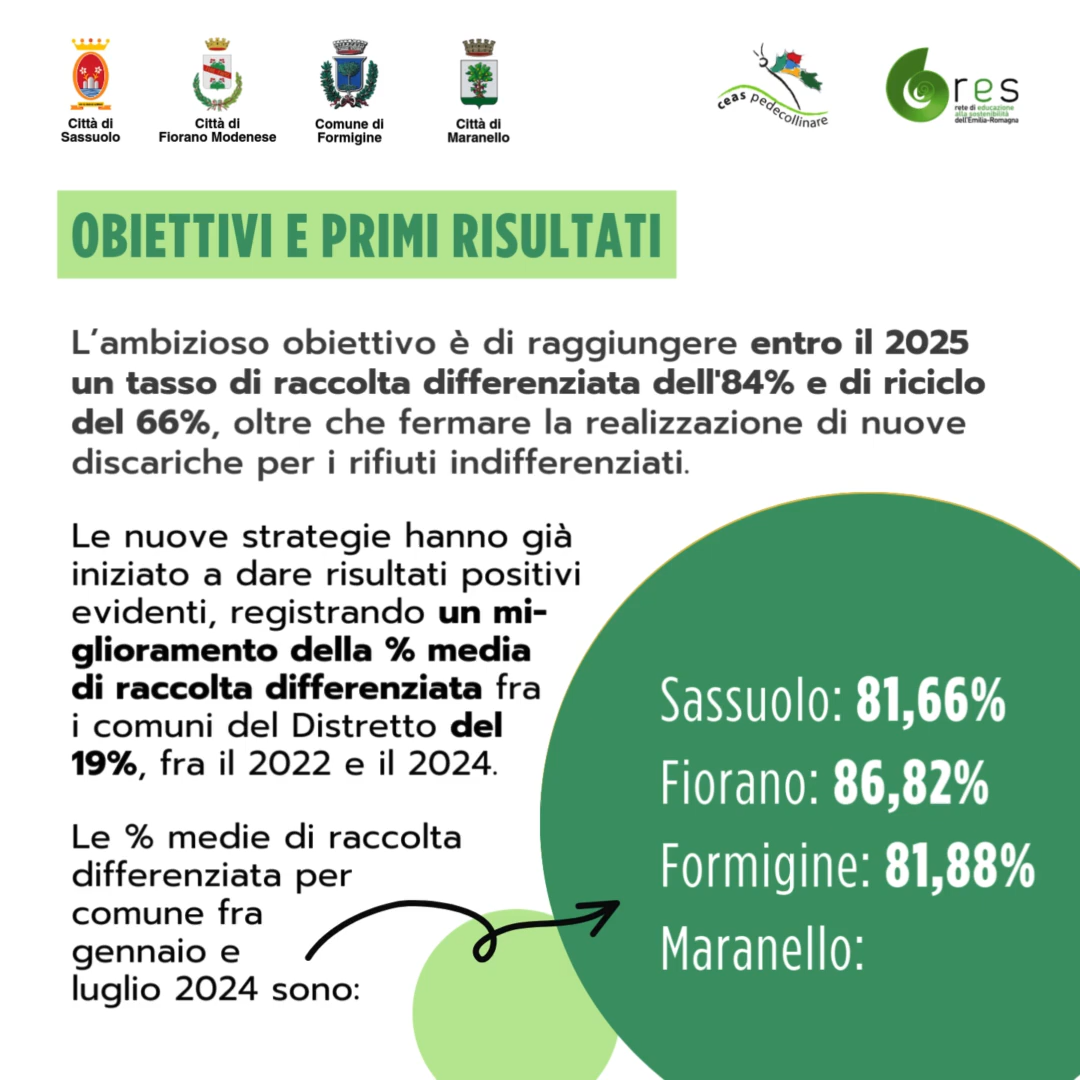 Città di
Sassuolo
Città di
Fiorano Modenese
Comune di
Formigine
Città di
Maranello
ceas pedecollinare
res
rete di educazione
alla sostenibilità
dell'Emilia-Romagna
OBIETTIVI E PRIMI RISULTATI
L'ambizioso obiettivo è di raggiungere entro il 2025
un tasso di raccolta differenziata dell'84% e di riciclo
del 66%, oltre che fermare la realizzazione di nuove
discariche per i rifiuti indifferenziati.
Le nuove strategie hanno già
iniziato a dare risultati positivi
evidenti, registrando un mi-
glioramento della % media
di raccolta differenziata fra
i comuni del Distretto del
19%, fra il 2022 e il 2024.
Le % medie di raccolta
differenziata per
comune fra
gennaio e
luglio 2024 sono:
Sassuolo: 81,66%
Fiorano: 86,82%
Formigine: 81,88%
Maranello: